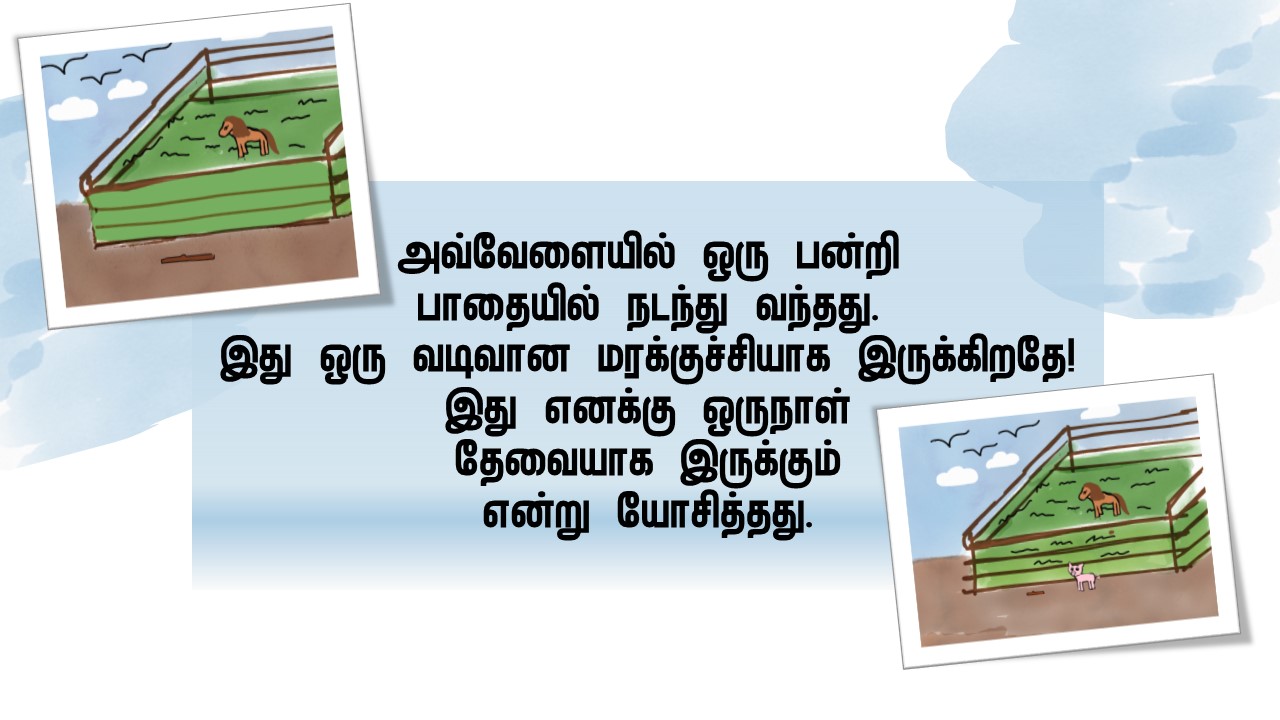 அவ்வேளையில் ஒரு பன்றி
பாதையில் நடந்து வந்தது.
இது ஒரு வடிவான மரக்குச்சியாக இருக்கிறதே!
இது எனக்கு ஒருநாள்
தேவையாக இருக்கும்
என்று யோசித்தது.